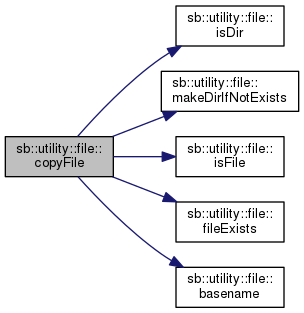 sb::utility::file::
isDir
sb::utility::file::
makeDirIfNotExists
sb::utility::file::
copyFile
sb::utility::file::
isFile
sb::utility::file::
fileExists
sb::utility::file::
basename